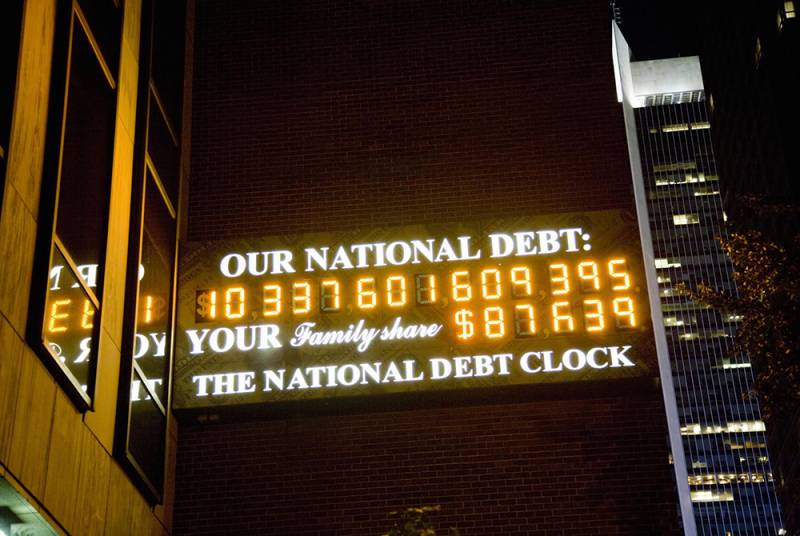 OUR NATIONAL DEBT:
$10,337,601,609,395
YOUR Family share $87,639
THE NATIONAL DEBT CLOCK